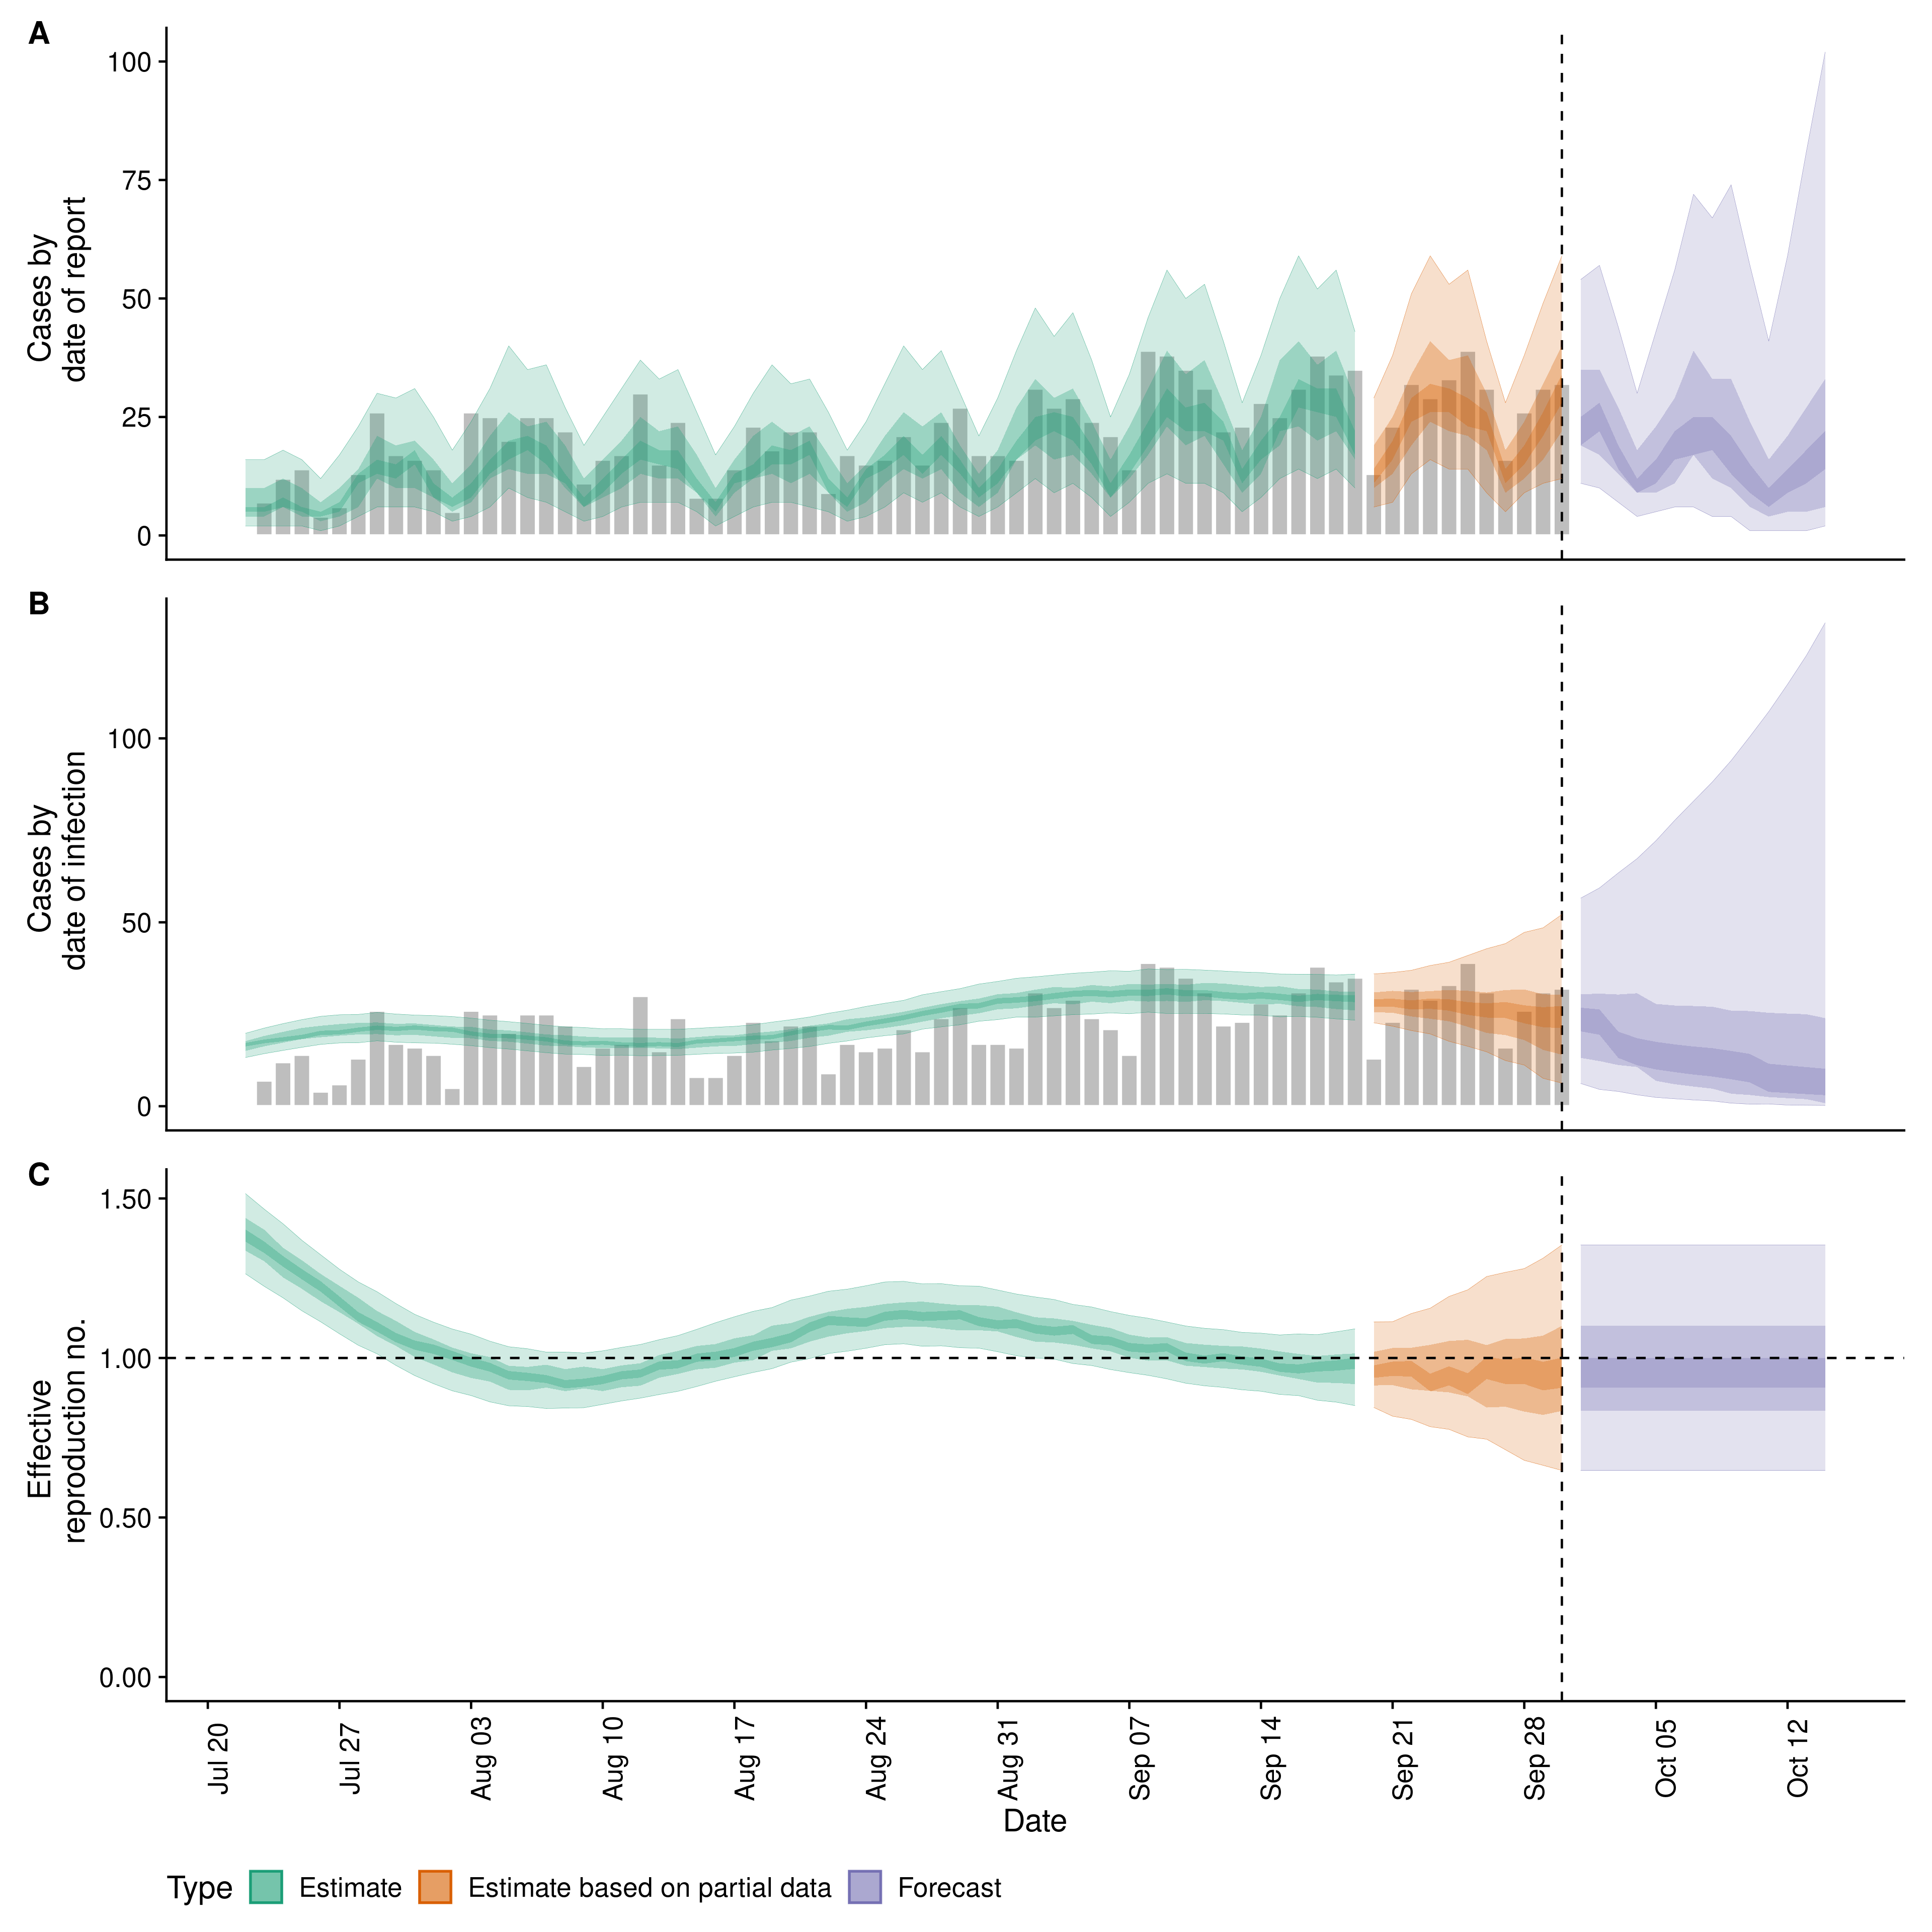 A
100
75
50
25
0
Cases by
date of report
B
100
50
0
Cases by
date of infection
C
1.50
1.00
0.50
0.00
Effective
reproduction no.
Jul 20
Jul 27
Aug 03
Aug 10
Aug 17
Aug 24
Aug 31
Sep 07
Sep 14
Sep 21
Sep 28
Oct 05
Oct 12
Date
Type Estimate Estimate based on partial data Forecast